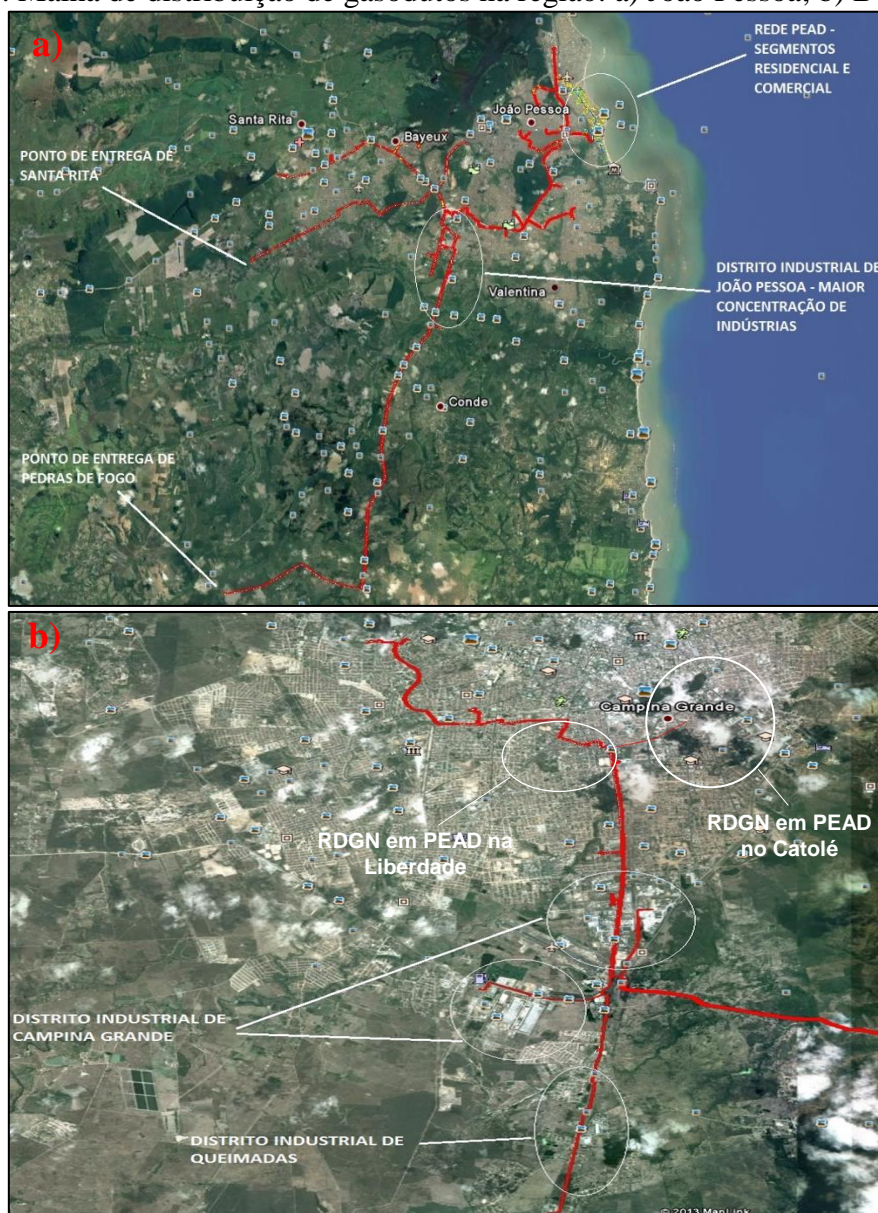 Malha de distribuição de gasodutos na região: a) João Pessoa; b)
a)
REDE PEAD -
SEGMENTOS
RESIDENCIAL E
COMERCIAL
João Pessoa
Santa Rita
Bayeux
PONTO DE ENTREGA DE
SANTA RITA
DISTRITO INDUSTRIAL DE
JOÃO PESSOA - MAIOR
CONCENTRAÇÃO DE
INDÚSTRIAS
Valentina
Conde
PONTO DE ENTREGA DE
PEDRAS DE FOGO
b)
Campina Grande
RDGN em PEAD na
Liberdade
RDGN em PEAD
no Catolé
DISTRITO INDUSTRIAL DE
CAMPINA GRANDE
DISTRITO INDUSTRIAL DE
QUEIMADAS
© 2013 MapLink